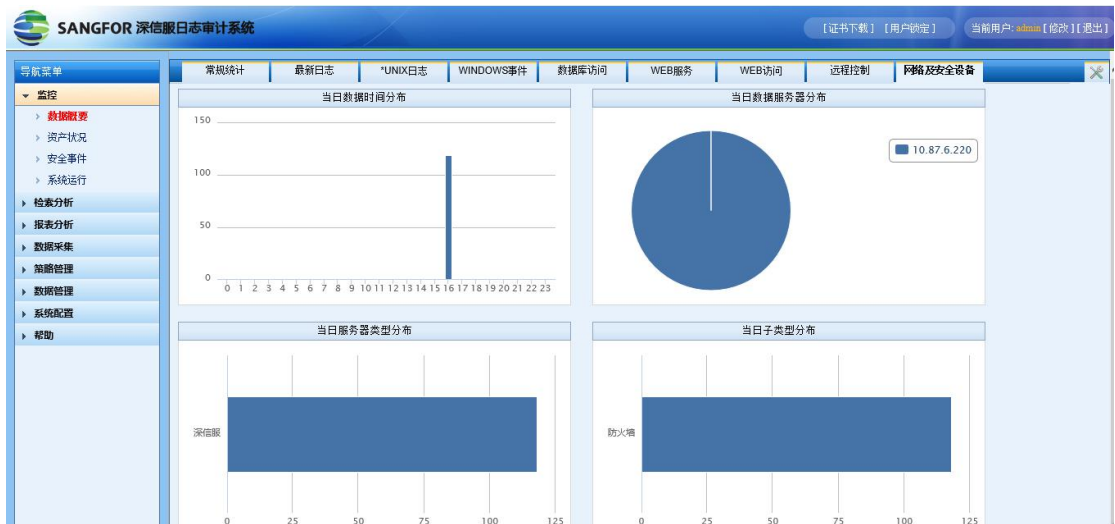 SANGFOR 深信服日志审计系统
[证书下载] [用户锁定] 当前用户: admin [修改] [退出]
导航菜单
常规统计 最新日志 *UNIX日志 WINDOWS事件 数据库访问 WEB服务 WEB访问 远程控制 网络及安全设备
监控
数据概要
资产状况
安全事件
系统运行
检索分析
报表分析
数据采集
策略管理
数据管理
系统配置
帮助
当日数据时间分布
150
100
50
0
0 1 2 3 4 5 6 7 8 9 10 11 12 13 14 15 16 17 18 19 20 21 22 23
当日数据服务器分布
10.87.6.220
当日服务器类型分布
深信服
0 25 50 75 100 125
当日子类型分布
防火墙
0 25 50 75 100 125